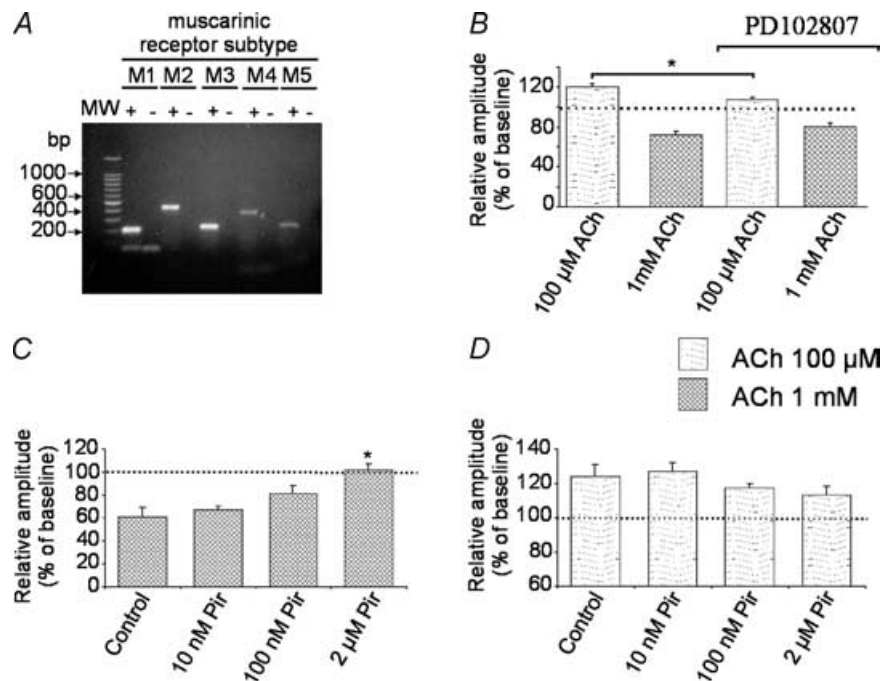 A
muscarinic
receptor subtype
M1 M2 M3 M4 M5
MW + - + - + - + - + -
bp
1000
600
400
200
B
PD102807
*
Relative amplitude
(% of baseline)
120
80
40
0
100 µM ACh
1mM ACh
100 µM ACh
1 mM ACh
C
Relative amplitude
(% of baseline)
120
100
80
60
40
20
0
*
Control
10 nM Pir
100 nM Pir
2 µM Pir
D
ACh 100 µM
ACh 1 mM
Relative amplitude
(% of baseline)
140
120
100
80
60
Control
10 nM Pir
100 nM Pir
2 µM Pir